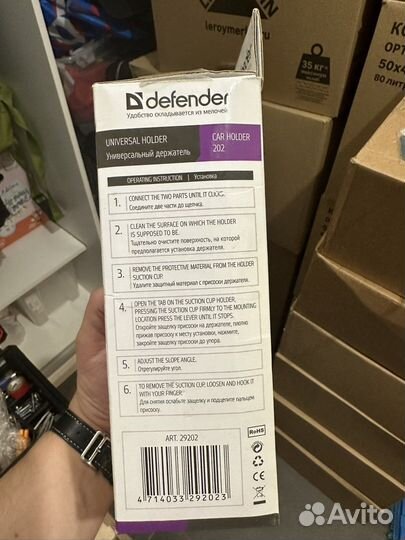 defender
Удобство складывается из мелочей
UNIVERSAL HOLDER
Универсальный держатель
CAR HOLDER
202
OPERATING INSTRUCTION | Установка
1. CONNECT THE TWO PARTS UNTIL IT CLICKS.
Соедините две части до щелчка.
2. CLEAN THE SURFACE ON WHICH THE HOLDER
IS SUPPOSED TO BE.
Тщательно очистите поверхность, на которой
предполагается установка держателя.
3. REMOVE THE PROTECTIVE MATERIAL FROM THE HOLDER
SUCTION CUP.
Удалите защитный материал с присоски держателя.
4. OPEN THE TAB ON THE SUCTION CUP HOLDER,
PRESSING THE SUCTION CUP FIRMLY TO THE MOUNTING
LOCATION PRESS THE LEVER UNTIL IT STOPS.
Откройте защелку присоски на держателе, плотно
прижав присоску к месту установки, нажмите,
закройте защелку присоски до упора.
5. ADJUST THE SLOPE ANGLE.
Отрегулируйте угол.
6. TO REMOVE THE SUCTION CUP, LOOSEN AND HOOK IT
WITH YOUR FINGER
Для снятия ослабьте защелку и подцепите пальцем
присоску.
ART. 29202
4 714033 292023
RoHS
CE
leroymerl
35 КГ
50x4
80 литр
Avito